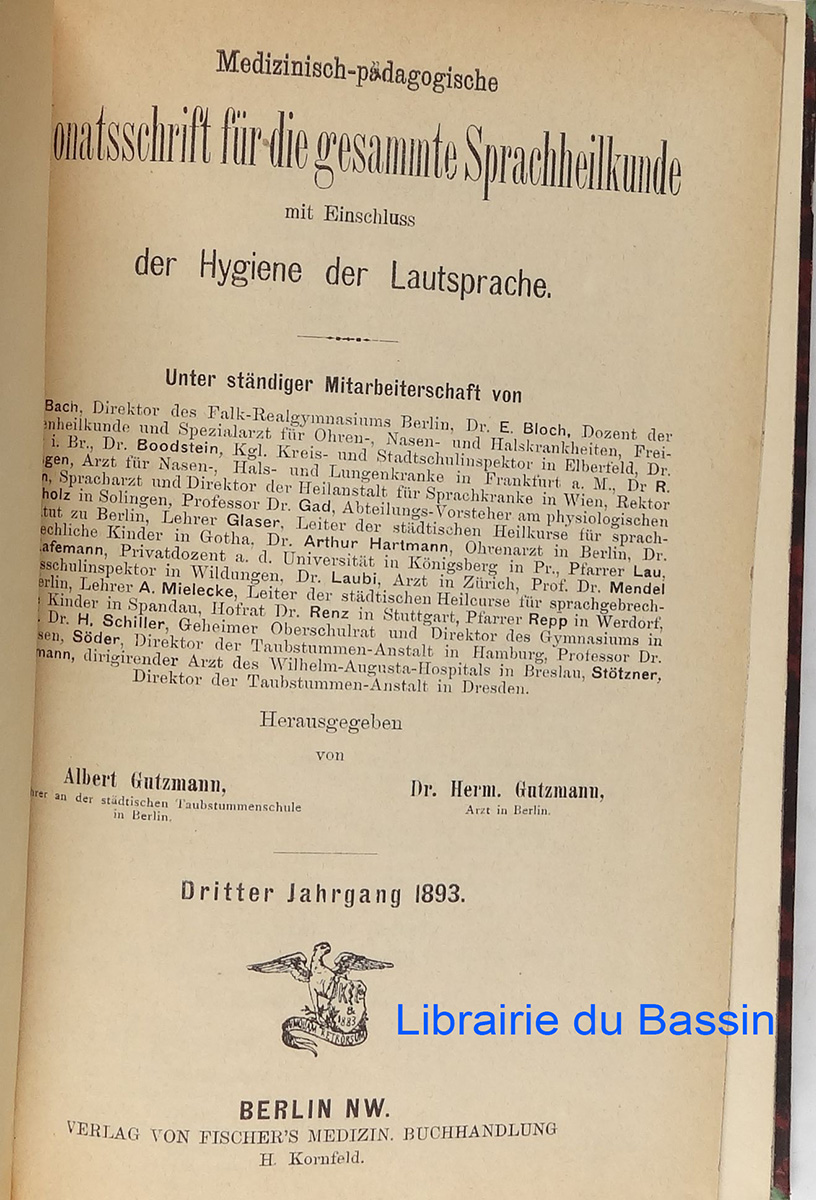 Medizinisch-pädagogische
onatsschrift für die gesammte Sprachheilkunde
mit Einschluss
der Hygiene der Lautsprache.
Unter ständiger Mitarbeiterschaft von
Bach, Direktor des Falk-Realgymnasiums Berlin, Dr. E. Bloch, Dozent der
enheilkunde und Spezialarzt für Ohren-, Nasen- und Halskrankheiten, Frei-
i. Br., Dr. Boodstein, Kgl. Kreis- und Stadtschulinspektor in Elberfeld, Dr.
gen, Arzt für Nasen-, Hals- und Lungenkranke in Frankfurt a. M., Dr R.
n, Spracharzt und Direktor der Heilanstalt für Sprachkranke in Wien, Rektor
holz in Solingen, Professor Dr. Gad, Abteilungs-Vorsteher am physiologischen
tut zu Berlin, Lehrer Glaser, Leiter der städtischen Heilkurse für sprach-
echliche Kinder in Gotha, Dr. Arthur Hartmann, Ohrenarzt in Berlin, Dr.
afemann, Privatdozent a. d. Universität in Königsberg in Pr., Pfarrer Lau,
sschulinspektor in Wildungen, Dr. Laubi, Arzt in Zürich, Prof. Dr. Mendel
erlin, Lehrer A. Mielecke, Leiter der städtischen Heilcurse für sprachgebrech-
Kinder in Spandau, Hofrat Dr. Renz in Stuttgart, Pfarrer Repp in Werdorf,
Dr. H. Schiller, Geheimer Oberschulrat und Direktor des Gymnasiums in
sen, Söder, Direktor der Taubstummen-Anstalt in Hamburg, Professor Dr.
mann, dirigirender Arzt des Wilhelm-Augusta-Hospitals in Breslau, Stötzner,
Direktor der Taubstummen-Anstalt in Dresden.
Herausgegeben
von
Albert Gutzmann, Dr. Herm. Gutzmann,
hrer an der städtischen Taubstummenschule Arzt in Berlin.
in Berlin.
Dritter Jahrgang 1893.
K&C
&
1883
RETRORSUM
Librairie du Bassin
BERLIN NW.
VERLAG VON FISCHER'S MEDIZIN. BUCHHANDLUNG
H. Kornfeld.